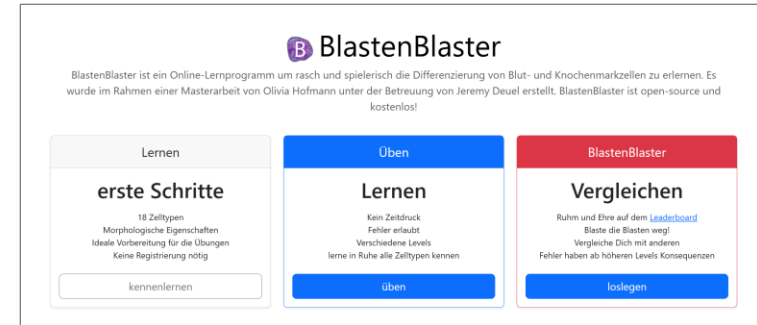 B BlastenBlaster
BlastenBlaster ist ein Online-Lernprogramm um rasch und spielerisch die Differenzierung von Blut- und Knochenmarkzellen zu erlernen. Es
wurde im Rahmen einer Masterarbeit von Olivia Hofmann unter der Betreuung von Jeremy Deuel erstellt. BlastenBlaster ist open-source und
kostenlos!
Lernen
erste Schritte
18 Zelltypen
Morphologische Eigenschaften
Ideale Vorbereitung für die Übungen
Keine Registrierung nötig
kennenlernen
Üben
Lernen
Kein Zeitdruck
Fehler erlaubt
Verschiedene Levels
lerne in Ruhe alle Zelltypen kennen
üben
BlastenBlaster
Vergleichen
Ruhm und Ehre auf dem Leaderboard
Blaste die Blasten weg!
Vergleiche Dich mit anderen
Fehler haben ab höheren Levels Konsequenzen
loslegen